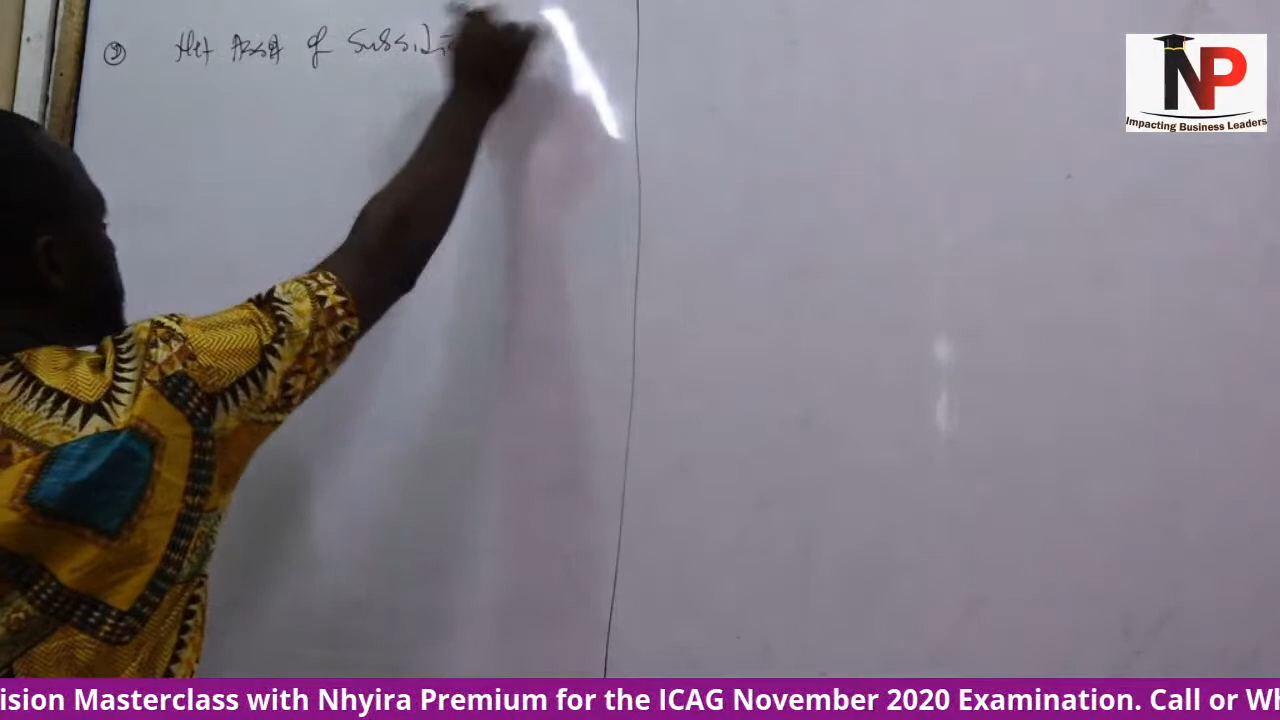 ② Net Asset of Subsidi
NP
Impacting Business Leaders
ision Masterclass with Nhyira Premium for the ICAG November 2020 Examination. Call or Wh